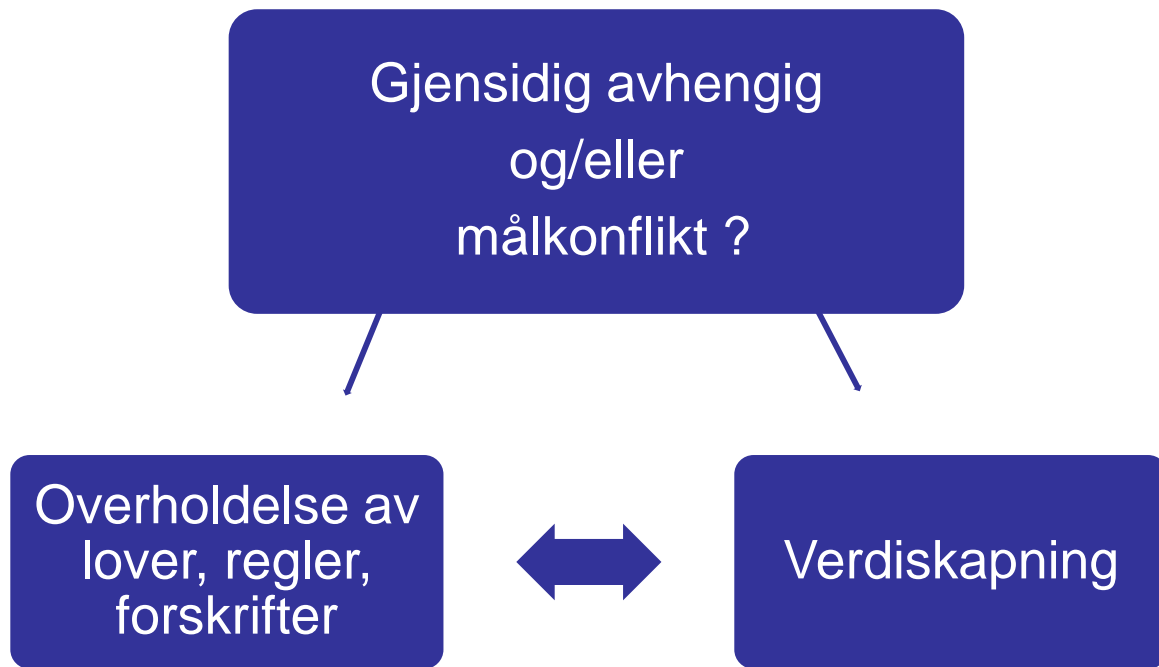 Gjensidig avhengig
og/eller
målkonflikt ?
Overholdelse av
lover, regler,
forskrifter
Verdiskapning